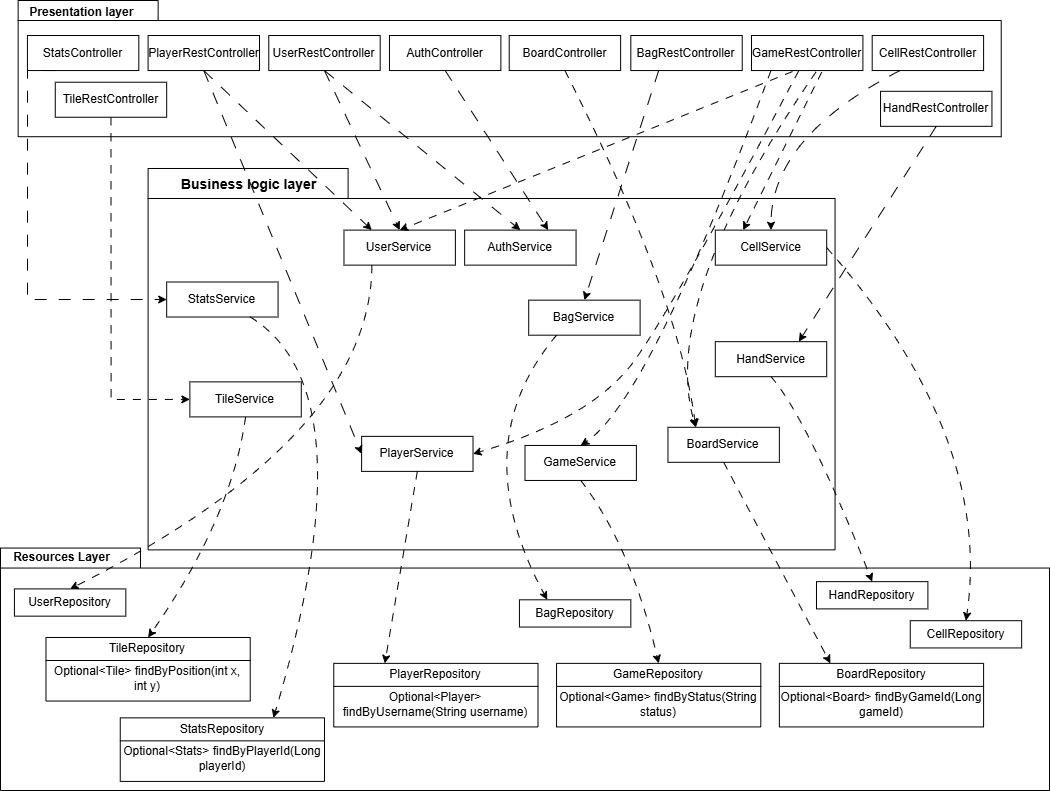 Presentation layer
StatsController
PlayerRestController
UserRestController
AuthController
BoardController
BagRestController
GameRestController
CellRestController
TileRestController
HandRestController
Business logic layer
UserService
AuthService
CellService
StatsService
BagService
HandService
TileService
PlayerService
GameService
BoardService
Resources Layer
UserRepository
BagRepository
HandRepository
CellRepository
TileRepository
Optional<Tile> findByPosition(int x,
int y)
PlayerRepository
Optional<Player>
findByUsername(String username)
GameRepository
Optional<Game> findByStatus(String
status)
BoardRepository
Optional<Board> findByGameId(Long
gameId)
StatsRepository
Optional<Stats> findByPlayerId(Long
playerId)